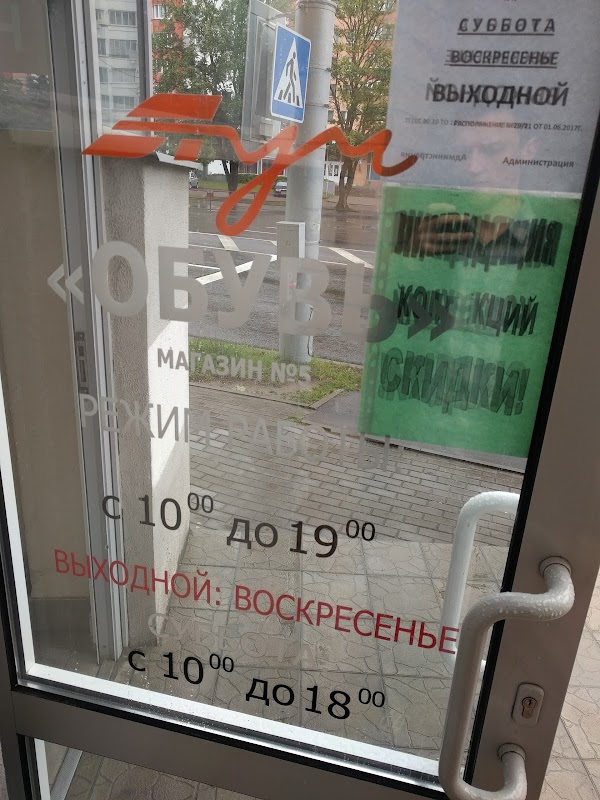 СУББОТА
ВОСКРЕСЕНЬЕ
ВЫХОДНОЙ
Администрация
ЛИКВИДАЦИЯ
КОЛЛЕКЦИЙ
СКИДКИ!
«ОБУВЬ»
МАГАЗИН №5
РЕЖИМ РАБОТЫ:
с 10⁰⁰ до 19⁰⁰
ВЫХОДНОЙ: ВОСКРЕСЕНЬЕ
с 10⁰⁰ до 18⁰⁰